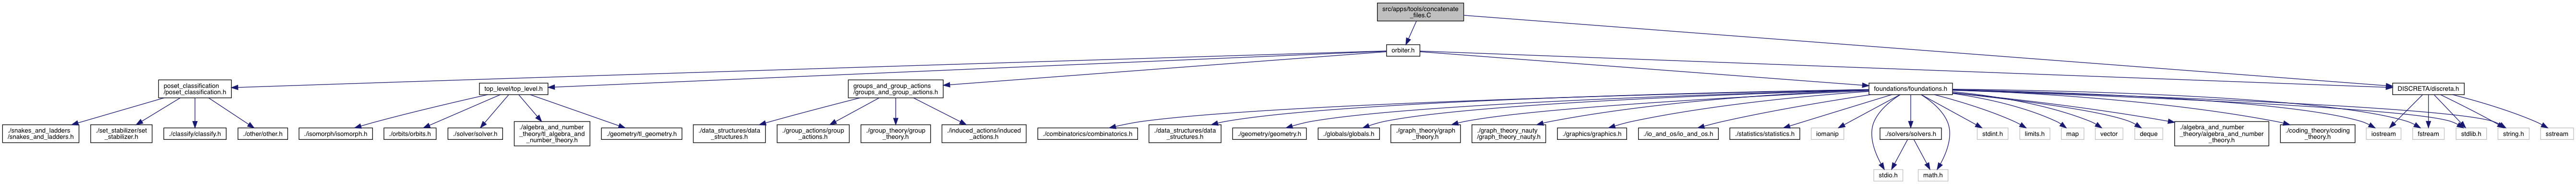 src/apps/tools/concatenate
_files.C
orbiter.h
poset_classification
/poset_classification.h
top_level/top_level.h
groups_and_group_actions
/groups_and_group_actions.h
foundations/foundations.h
DISCRETA/discreta.h
./snakes_and_ladders
/snakes_and_ladders.h
./set_stabilizer/set
_stabilizer.h
./classify/classify.h
./other/other.h
./isomorph/isomorph.h
./orbits/orbits.h
./solver/solver.h
./algebra_and_number
_theory/tl_algebra_and
_number_theory.h
./geometry/tl_geometry.h
./data_structures/data
_structures.h
./group_actions/group
_actions.h
./group_theory/group
_theory.h
./induced_actions/induced
_actions.h
./combinatorics/combinatorics.h
./data_structures/data
_structures.h
./geometry/geometry.h
./globals/globals.h
./graph_theory/graph
_theory.h
./graph_theory_nauty
/graph_theory_nauty.h
./graphics/graphics.h
./io_and_os/io_and_os.h
./statistics/statistics.h
iomanip
./solvers/solvers.h
stdint.h
limits.h
map
vector
deque
./algebra_and_number
_theory/algebra_and_number
_theory.h
./coding_theory/coding
_theory.h
iostream
fstream
stdlib.h
string.h
sstream
stdio.h
math.h